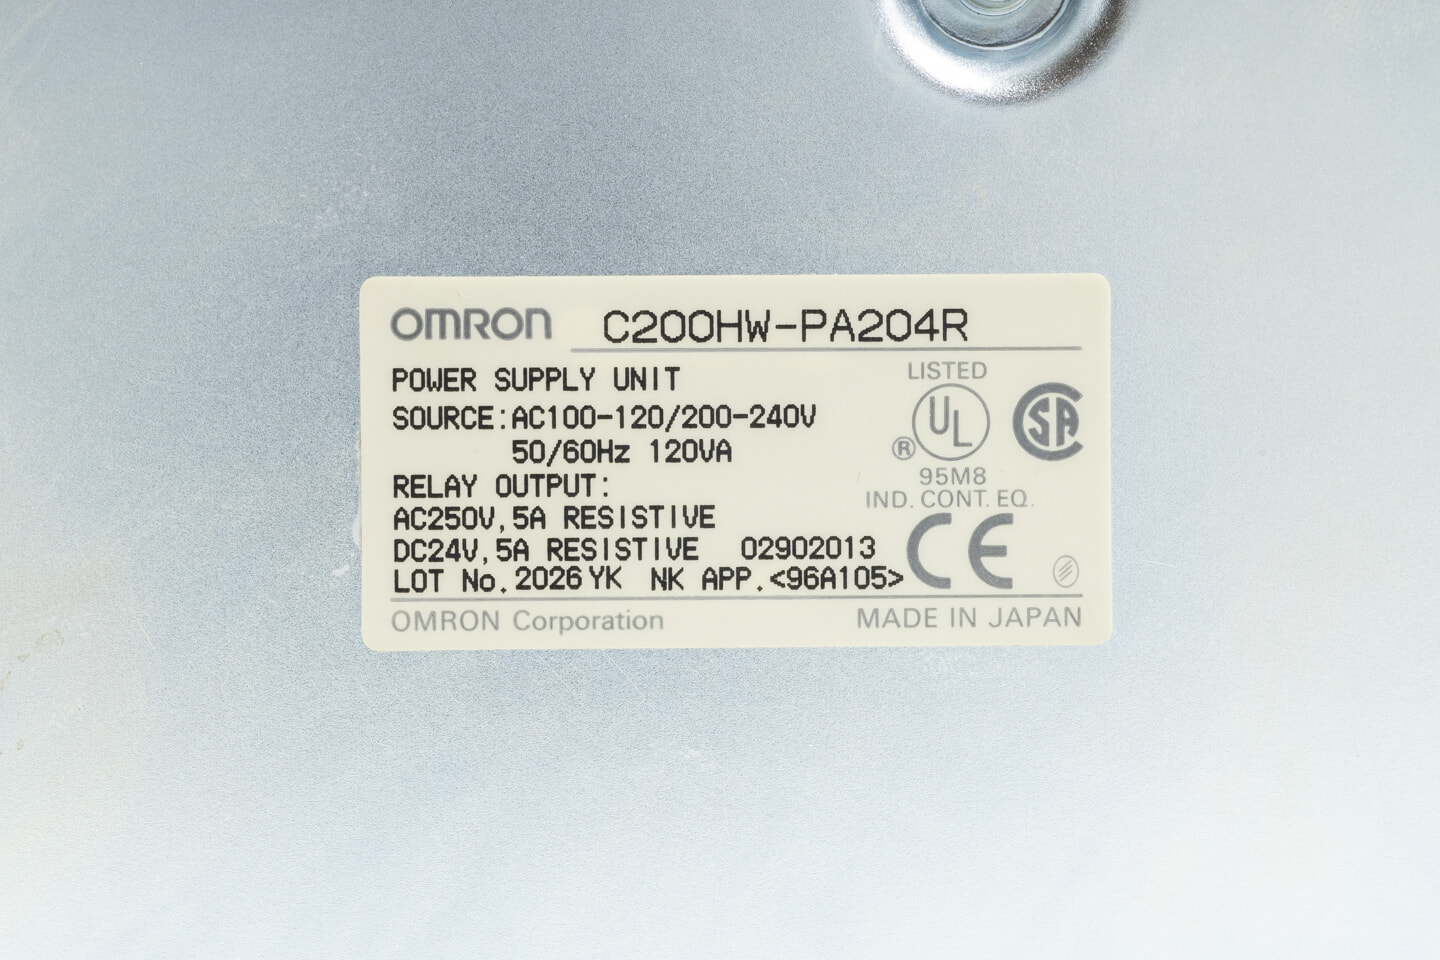 OMRON C200HW-PA204R
POWER SUPPLY UNIT
SOURCE:AC100-120/200-240V
50/60Hz 120VA
RELAY OUTPUT:
AC250V,5A RESISTIVE
DC24V,5A RESISTIVE 02902013
LOT No. 2026 YK NK APP.<96A105>
LISTED
UL
®
SA
95M8
IND. CONT. EQ.
CE
OMRON Corporation
MADE IN JAPAN